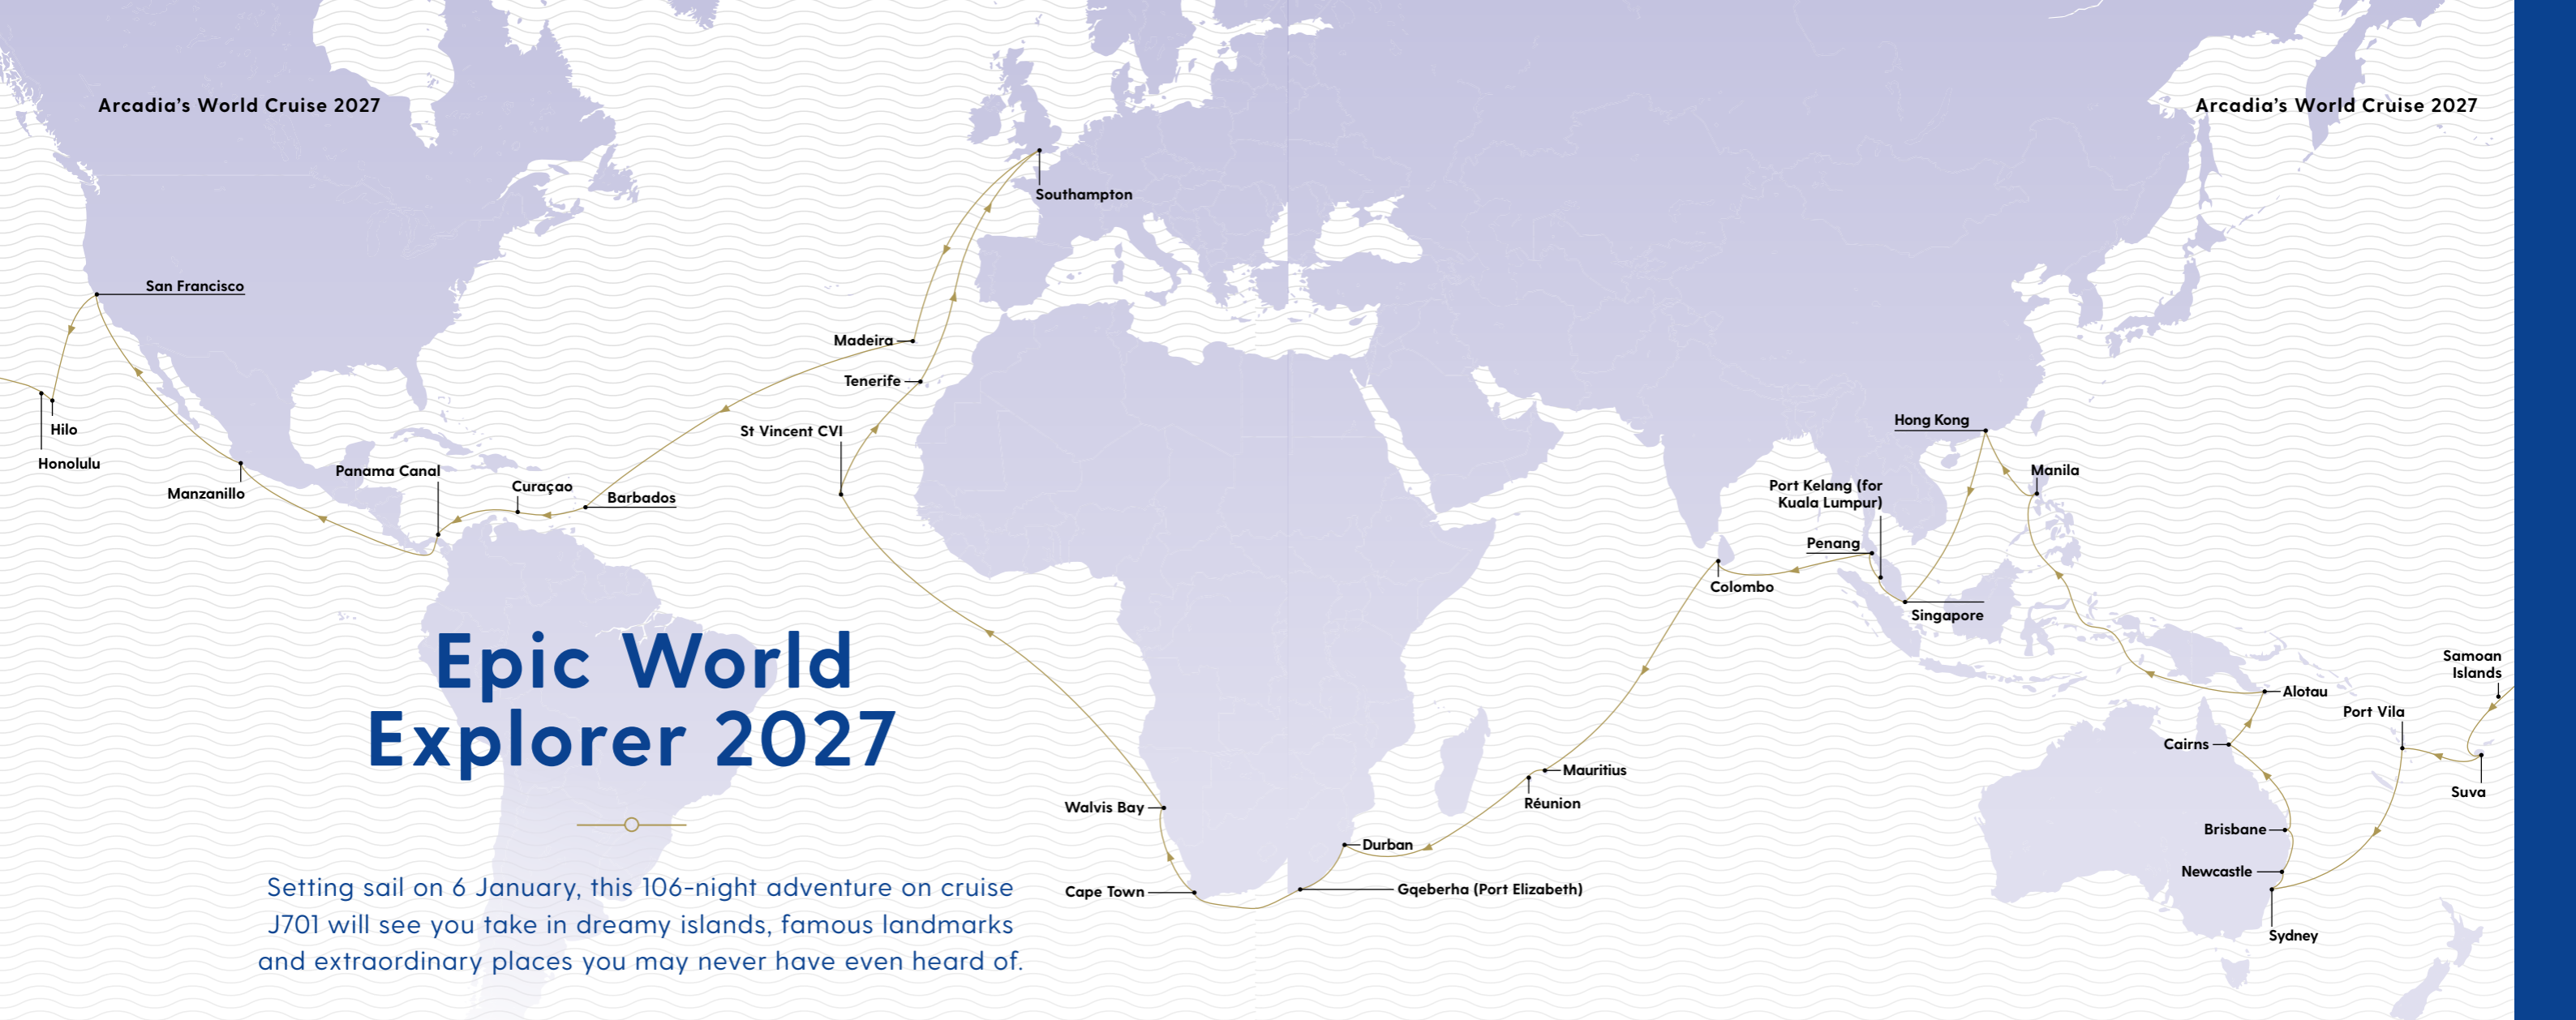 Arcadia’s World Cruise 2027
Arcadia’s World Cruise 2027
Southampton
San Francisco
Madeira
Tenerife
Hilo
Honolulu
St Vincent CVI
Hong Kong
Manila
Panama Canal
Manzanillo
Curaçao
Barbados
Port Kelang (for
Kuala Lumpur)
Penang
Colombo
Singapore
Samoan
Islands
Alotau
Port Vila
Cairns
Suva
Epic World
Explorer 2027
Mauritius
Réunion
Walvis Bay
Durban
Brisbane
Newcastle
Cape Town
Gqeberha (Port Elizabeth)
Sydney
Setting sail on 6 January, this 106-night adventure on cruise
J701 will see you take in dreamy islands, famous landmarks
and extraordinary places you may never have even heard of.